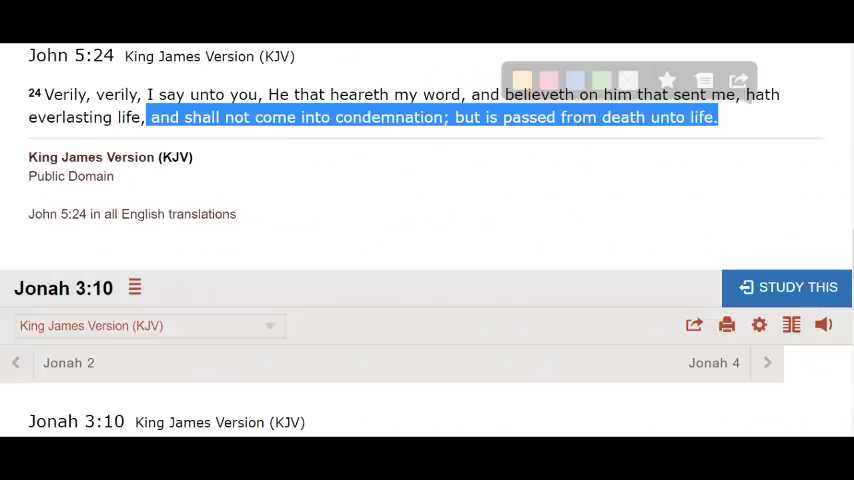 John 5:24 King James Version (KJV)
24 Verily, verily, I say unto you, He that heareth my word, and believeth on him that sent me, hath
everlasting life, and shall not come into condemnation; but is passed from death unto life.
King James Version (KJV)
Public Domain
John 5:24 in all English translations
Jonah 3:10
STUDY THIS
King James Version (KJV)
Jonah 2
Jonah 4
Jonah 3:10 King James Version (KJV)